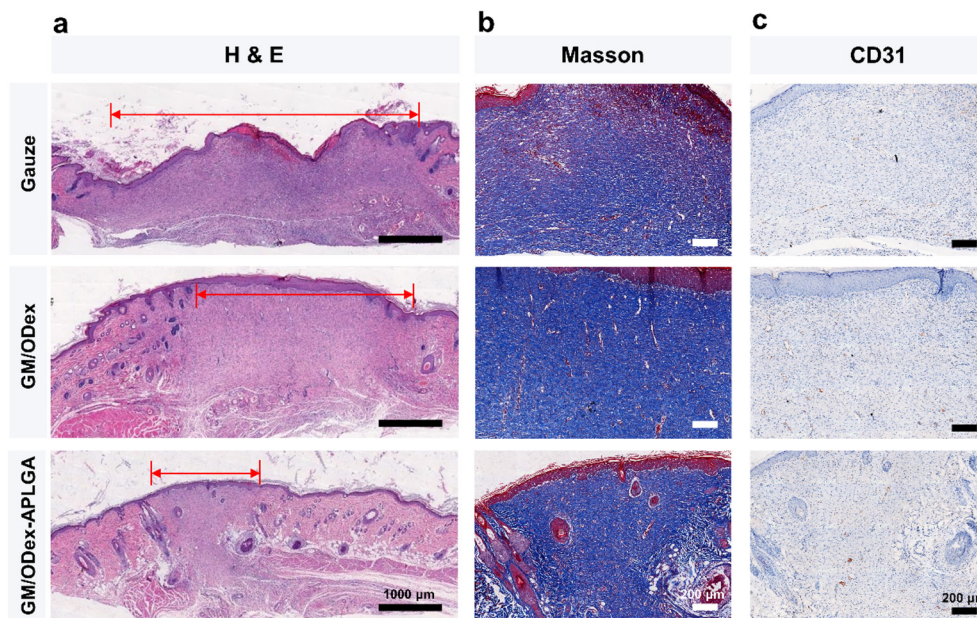 a
b
c
H & E
Masson
CD31
Gauze
GM/ODex
GM/ODex-APLGA
1000 µm
200 µm
200 µm